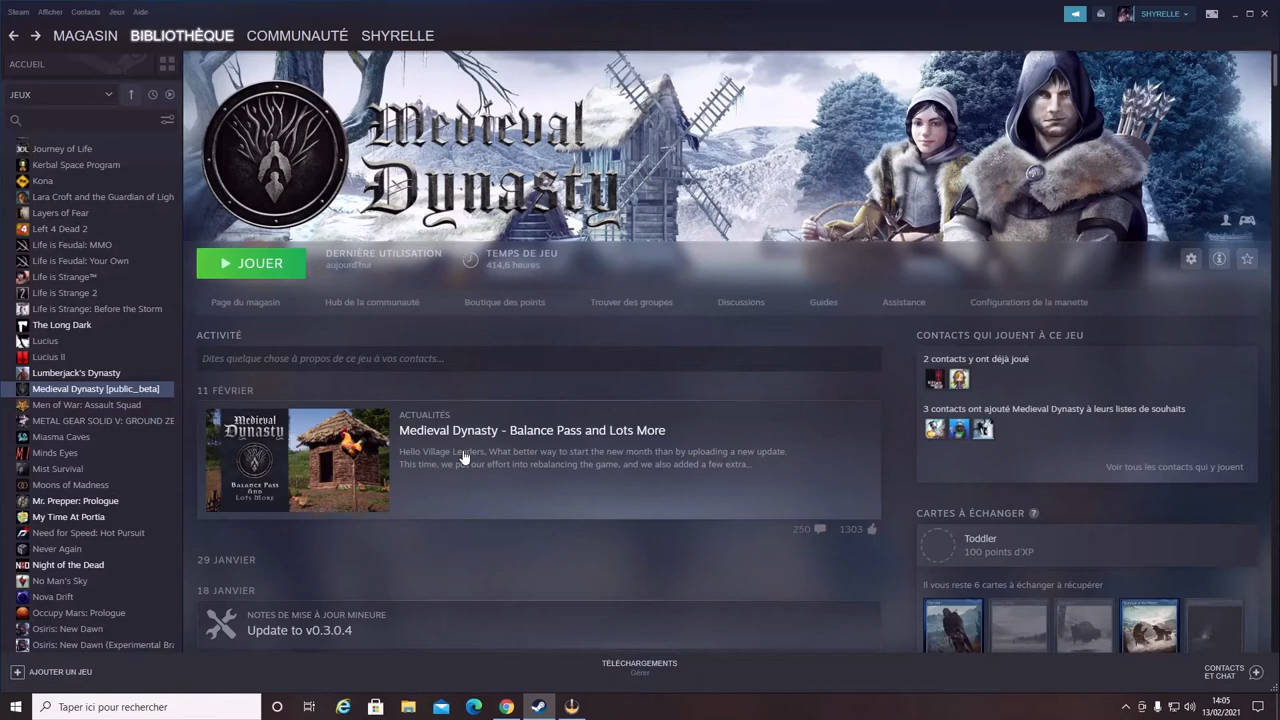 Steam Afficher Contacts Jeux Aide
SHYRELLE
MAGASIN BIBLIOTHÈQUE COMMUNAUTÉ SHYRELLE
ACCUEIL
JEUX
Journey of Life
Kerbal Space Program
Kona
Lara Croft and the Guardian of Ligh
Layers of Fear
Left 4 Dead 2
Life is Feudal: MMO
Life is Feudal: Your Own
Life is Strange™
Life is Strange 2
Life is Strange: Before the Storm
The Long Dark
Lucius
Lucius II
Lumberjack's Dynasty
Medieval Dynasty [public_beta]
Men of War: Assault Squad
METAL GEAR SOLID V: GROUND ZE
Miasma Caves
Minds Eyes
Mist Survival
Moons of Madness
Mr. Prepper: Prologue
My Time At Portia
Need for Speed: Hot Pursuit
Never Again
Night of the Dead
No Man's Sky
Nova Drift
Occupy Mars: Prologue
Osiris: New Dawn
Osiris: New Dawn (Experimental Bra
AJOUTER UN JEU
Medieval
Dynasty
JOUER
DERNIÈRE UTILISATION
aujourd'hui
TEMPS DE JEU
414,6 heures
Page du magasin Hub de la communauté Boutique des points Trouver des groupes Discussions Guides Assistance Configurations de la manette
ACTIVITÉ
Dites quelque chose à propos de ce jeu à vos contacts...
11 FÉVRIER
Medieval
Dynasty
BALANCE PASS
AND
LOTS MORE
ACTUALITÉS
Medieval Dynasty - Balance Pass and Lots More
Hello Village Leaders, What better way to start the new month than by uploading a new update.
This time, we put our effort into rebalancing the game, and we also added a few extra...
250 1303
29 JANVIER
18 JANVIER
NOTES DE MISE À JOUR MINEURE
Update to v0.3.0.4
CONTACTS QUI JOUENT À CE JEU
2 contacts y ont déjà joué
3 contacts ont ajouté Medieval Dynasty à leurs listes de souhaits
Voir tous les contacts qui y jouent
CARTES À ÉCHANGER ?
Toddler
100 points d'XP
Il vous reste 6 cartes à échanger à récupérer
TÉLÉCHARGEMENTS
Gérer
CONTACTS
ET CHAT
Taper ici pour rechercher
14:05
13/02/2021